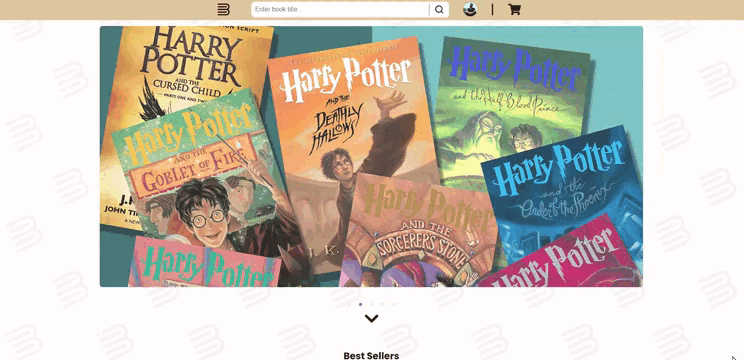 Enter book title...
HARRY
POTTER
AND THE
CURSED CHILD
PARTS ONE AND TWO
Harry Potter
AND THE
GOBLET OF FIRE
JOHN TI
A NEW
Harry Potter
Harry Potter
AND THE
DEATHLY
HALLOWS
J. K.
Harry Potter
AND THE
SORCERER'S STONE
Harry Potter
and the Half-Blood Prince
Harry Potter
and the
Order of the Phoenix
Harry Potter
Best Sellers